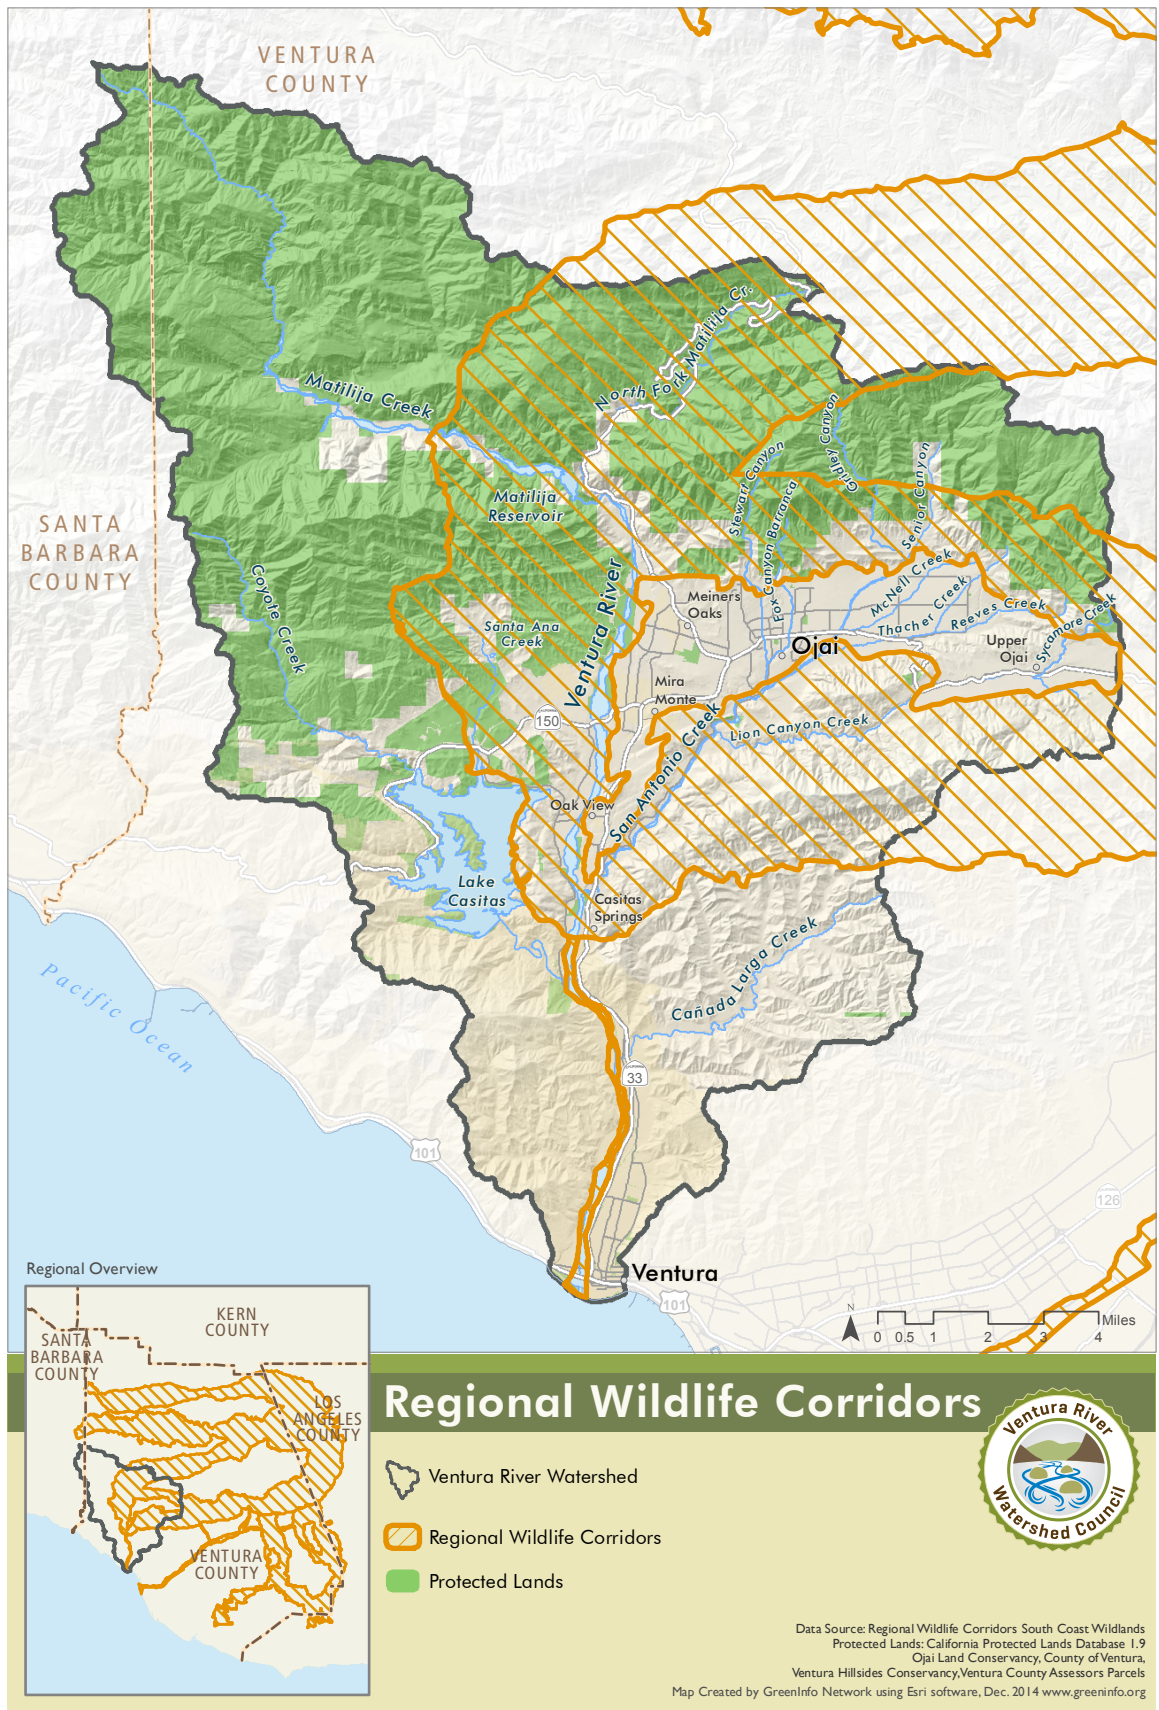 VENTURA
COUNTY
North Fork Matilija Cr.
Matilija Creek
Matilija
Reservoir
Stewart Canyon
Fox Canyon Barranca
Gridley Canyon
Senior Canyon
SANTA
BARBARA
COUNTY
Coyote Creek
Ventura River
Santa Ana
Creek
Meiners
Oaks
McNell Creek
Thacher Creek
Reeves Creek
Sycamore Creek
Ojai
Upper
Ojai
Mira
Monte
150
Lion Canyon Creek
San Antonio Creek
Oak View
Lake
Casitas
Casitas
Springs
Cañada Larga Creek
Pacific Ocean
33
101
126
Ventura
101
N
0 0.5 1 2 3 4 Miles
Regional Overview
KERN
COUNTY
SANTA
BARBARA
COUNTY
LOS
ANGELES
COUNTY
VENTURA
COUNTY
Regional Wildlife Corridors
Ventura River
Watershed Council
Ventura River Watershed
Regional Wildlife Corridors
Protected Lands
Data Source: Regional Wildlife Corridors South Coast Wildlands
Protected Lands: California Protected Lands Database 1.9
Ojai Land Conservancy, County of Ventura,
Ventura Hillsides Conservancy,Ventura County Assessors Parcels
Map Created by GreenInfo Network using Esri software, Dec. 2014 www.greeninfo.org